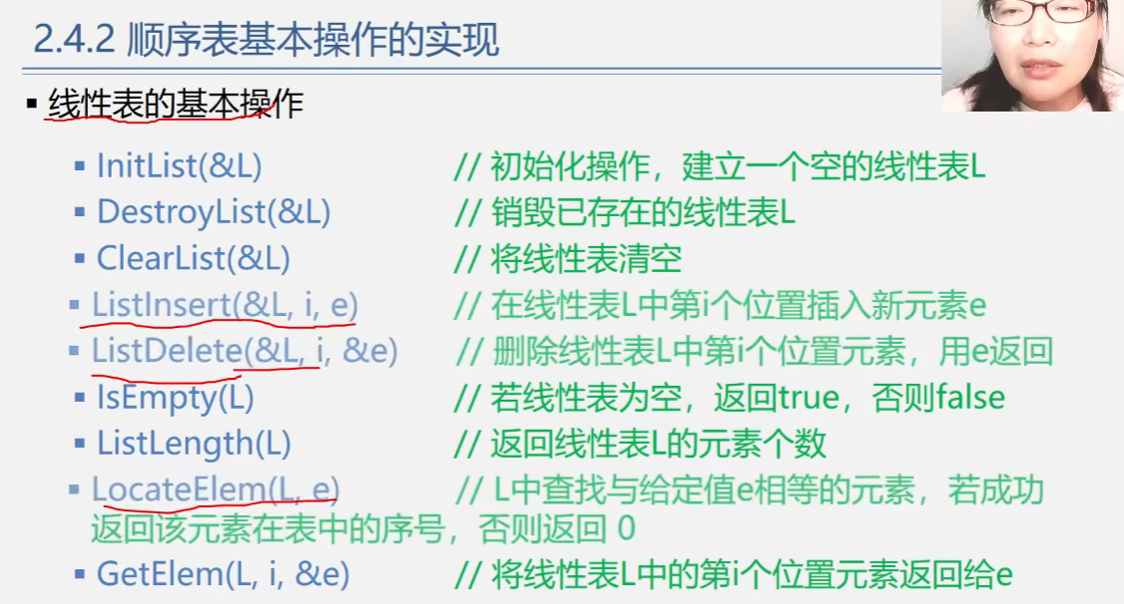 2.4.2 顺序表基本操作的实现
▪ 线性表的基本操作
▪ InitList(&L) // 初始化操作，建立一个空的线性表L
▪ DestroyList(&L) // 销毁已存在的线性表L
▪ ClearList(&L) // 将线性表清空
▪ ListInsert(&L, i, e) // 在线性表L中第i个位置插入新元素e
▪ ListDelete(&L, i, &e) // 删除线性表L中第i个位置元素，用e返回
▪ IsEmpty(L) // 若线性表为空，返回true，否则false
▪ ListLength(L) // 返回线性表L的元素个数
▪ LocateElem(L, e) // L中查找与给定值e相等的元素，若成功
返回该元素在表中的序号，否则返回 0
▪ GetElem(L, i, &e) // 将线性表L中的第i个位置元素返回给e